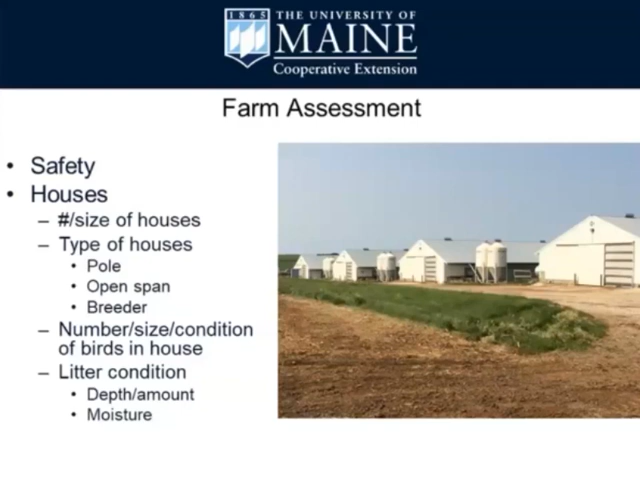 1865
THE UNIVERSITY OF
MAINE
Cooperative Extension
Farm Assessment
• Safety
• Houses
– #/size of houses
– Type of houses
• Pole
• Open span
• Breeder
– Number/size/condition
of birds in house
– Litter condition
• Depth/amount
• Moisture